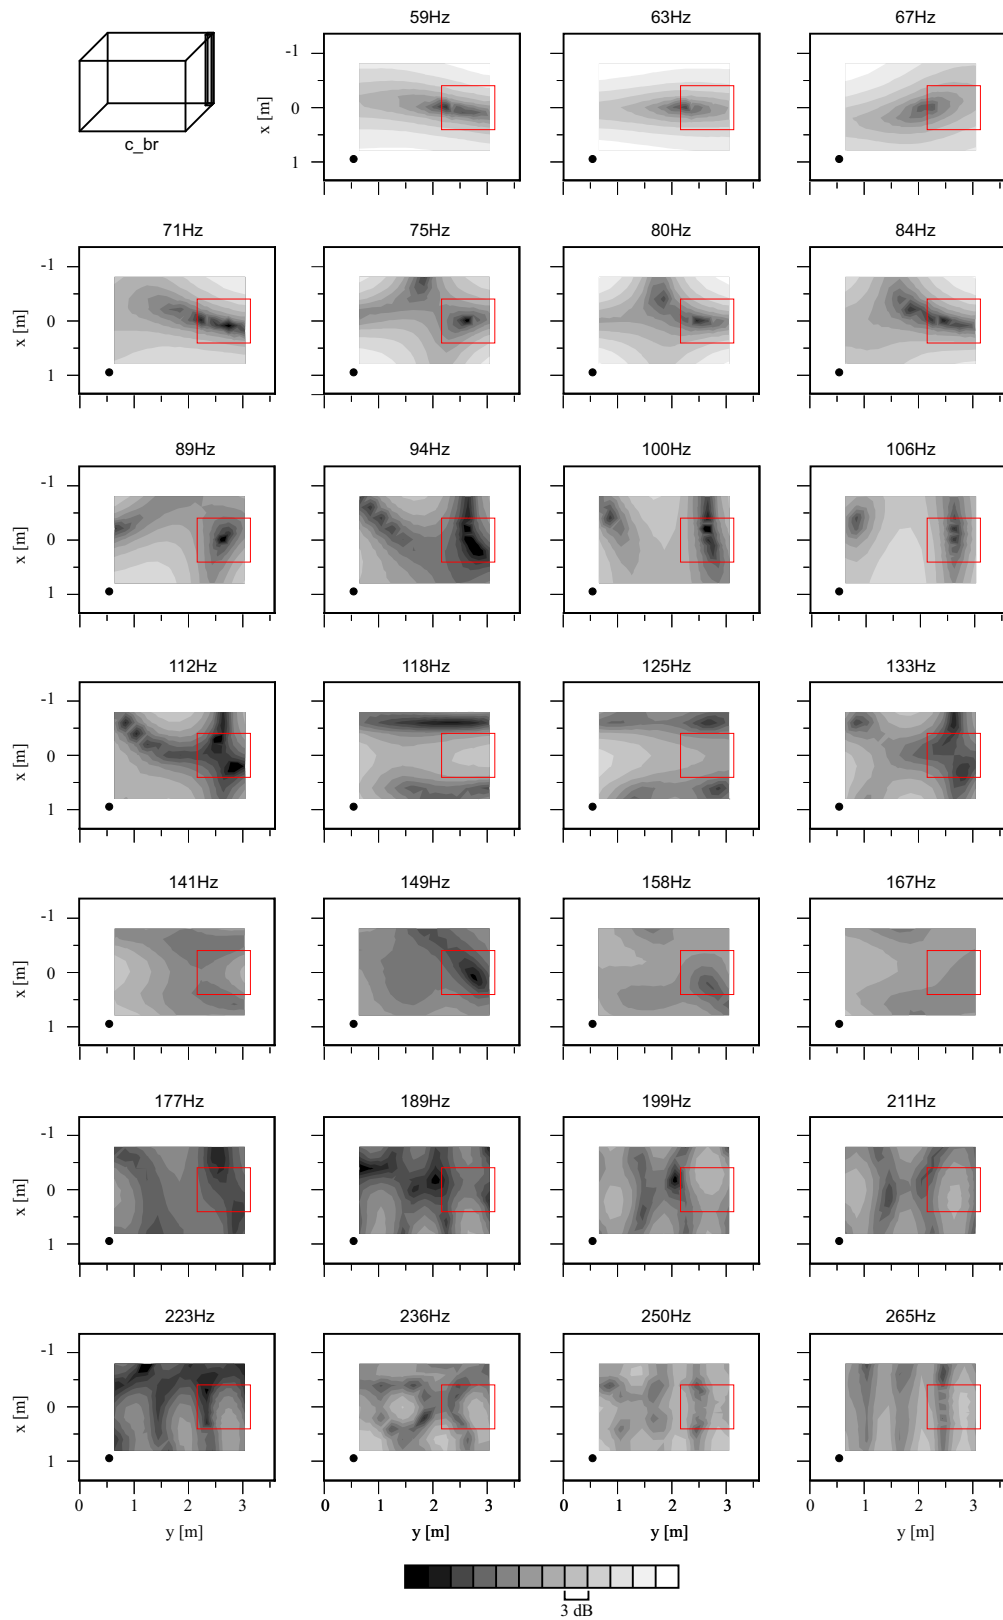 59Hz 63Hz 67Hz
-1
x [m] 0
c_br
1
71Hz 75Hz 80Hz 84Hz
-1
x [m] 0
1
89Hz 94Hz 100Hz 106Hz
-1
x [m] 0
1
112Hz 118Hz 125Hz 133Hz
-1
x [m] 0
1
141Hz 149Hz 158Hz 167Hz
-1
x [m] 0
1
177Hz 189Hz 199Hz 211Hz
-1
x [m] 0
1
223Hz 236Hz 250Hz 265Hz
-1
x [m] 0
1
0 1 2 3 0 1 2 3 0 1 2 3 0 1 2 3
y [m] y [m] y [m] y [m]
3 dB